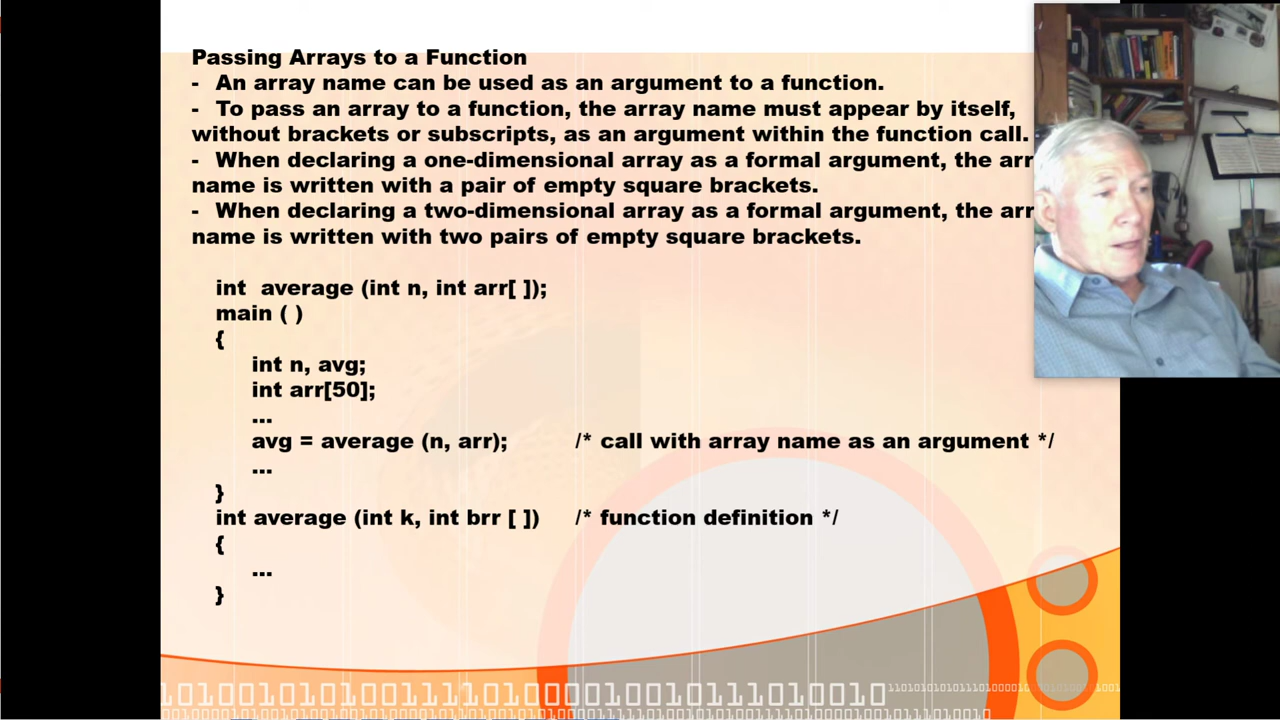 Passing Arrays to a Function
- An array name can be used as an argument to a function.
- To pass an array to a function, the array name must appear by itself,
without brackets or subscripts, as an argument within the function call.
- When declaring a one-dimensional array as a formal argument, the arr
name is written with a pair of empty square brackets.
- When declaring a two-dimensional array as a formal argument, the arr
name is written with two pairs of empty square brackets.
int average (int n, int arr[ ]);
main ( )
{
int n, avg;
int arr[50];
...
avg = average (n, arr); /* call with array name as an argument */
...
}
int average (int k, int brr [ ]) /* function definition */
{
...
}